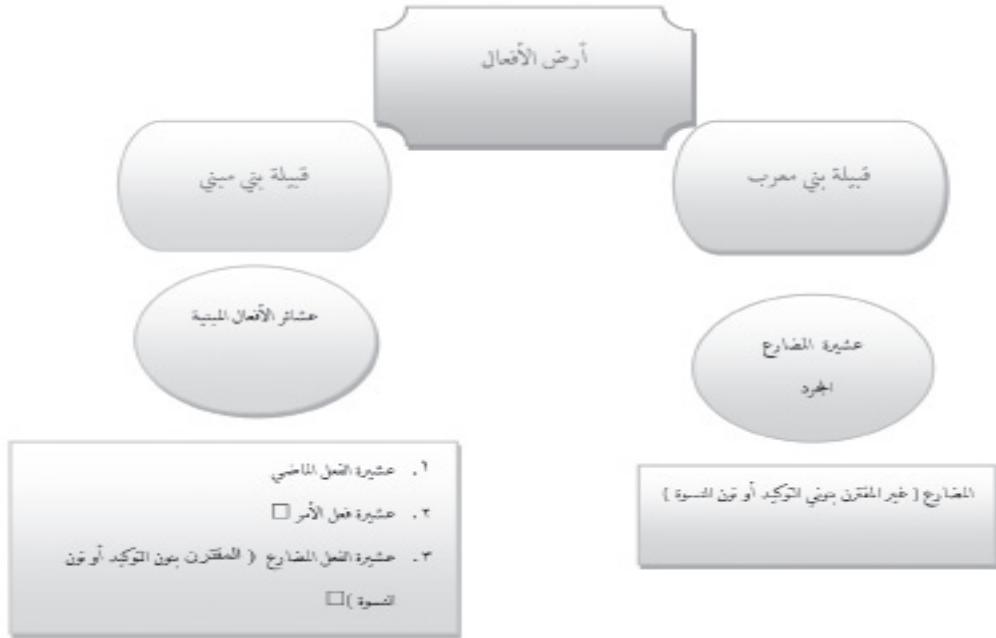 أرض الأفعال
قبيلة بني معرب
قبيلة بني مبني
عشيرة المضارع
المجرد
عشائر الأفعال المبنية
المضارع ( غير المقترن بنوني التوكيد أو نون النسوة )
١. عشيرة الفعل الماضي
٢. عشيرة فعل الأمر □
٣. عشيرة الفعل المضارع ( المقترن بنون التوكيد أو نون
النسوة )□